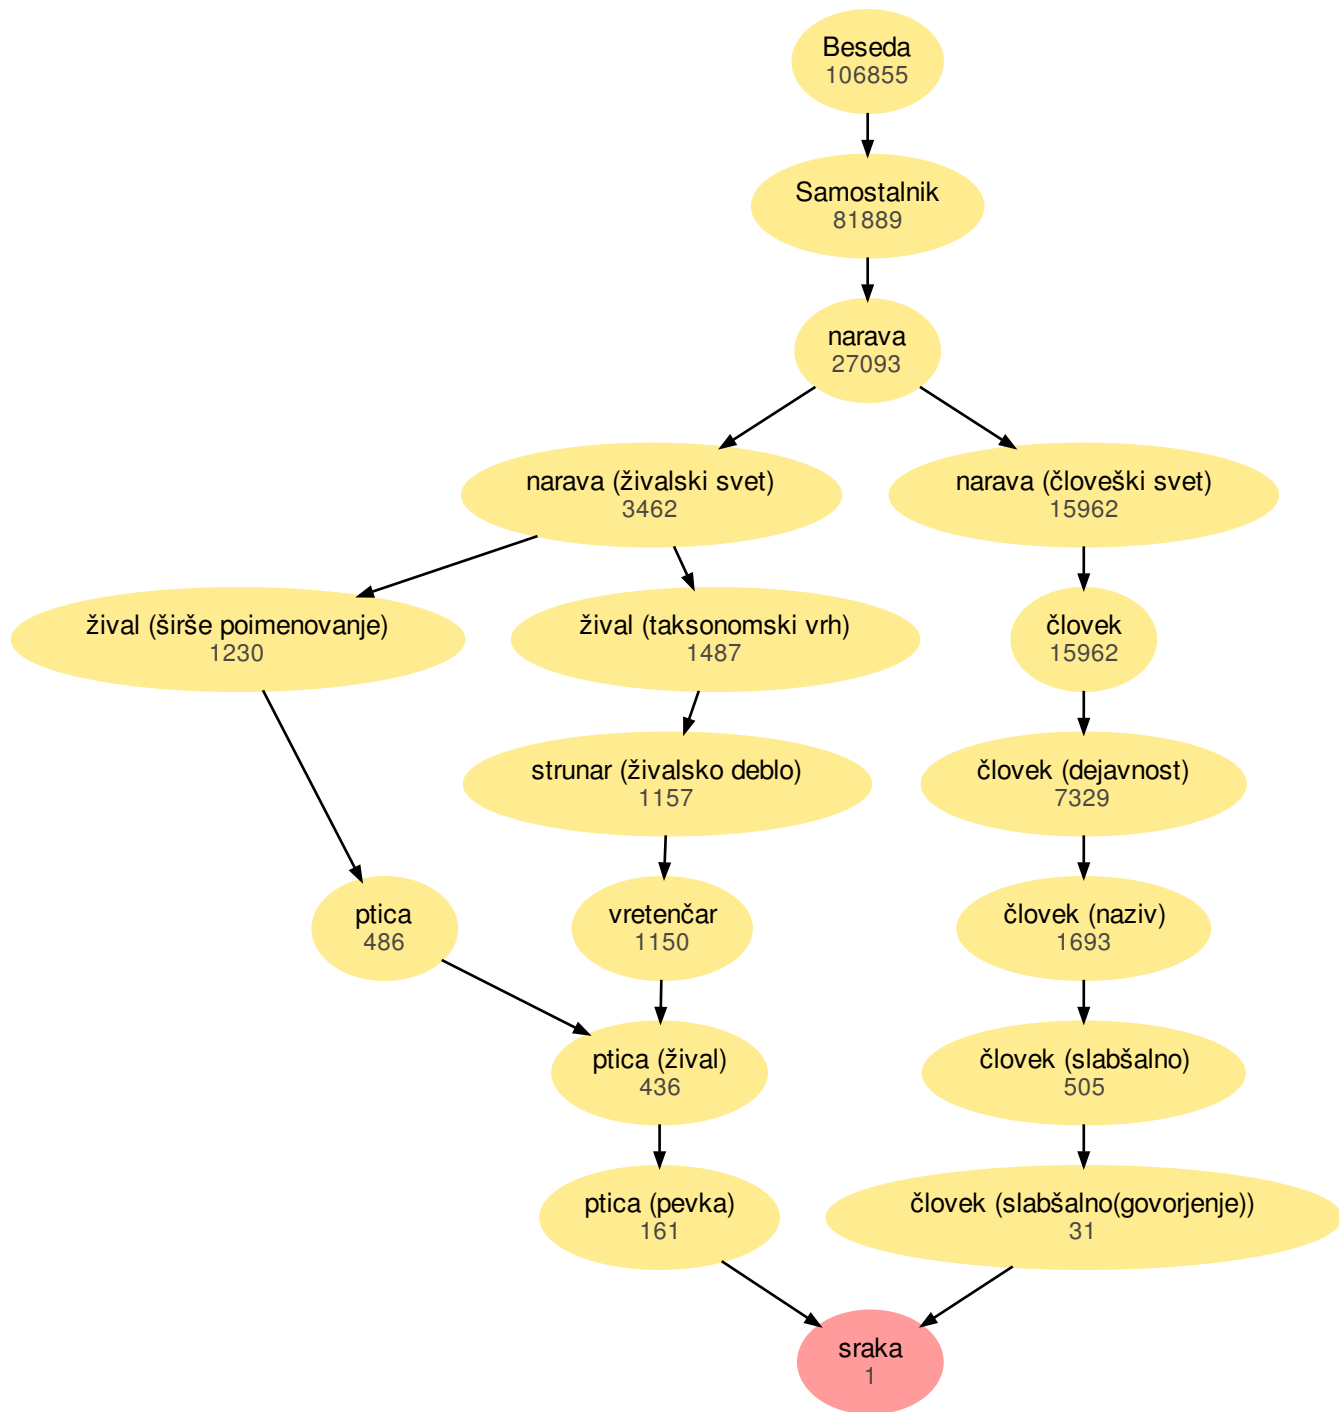 Beseda
106855
Samostalnik
81889
narava
27093
narava (živalski svet)
3462
narava (človeški svet)
15962
žival (širše poimenovanje)
1230
žival (taksonomski vrh)
1487
človek
15962
strunar (živalsko deblo)
1157
človek (dejavnost)
7329
ptica
486
vretenčar
1150
človek (naziv)
1693
ptica (žival)
436
človek (slabšalno)
505
ptica (pevka)
161
človek (slabšalno(govorjenje))
31
sraka
1